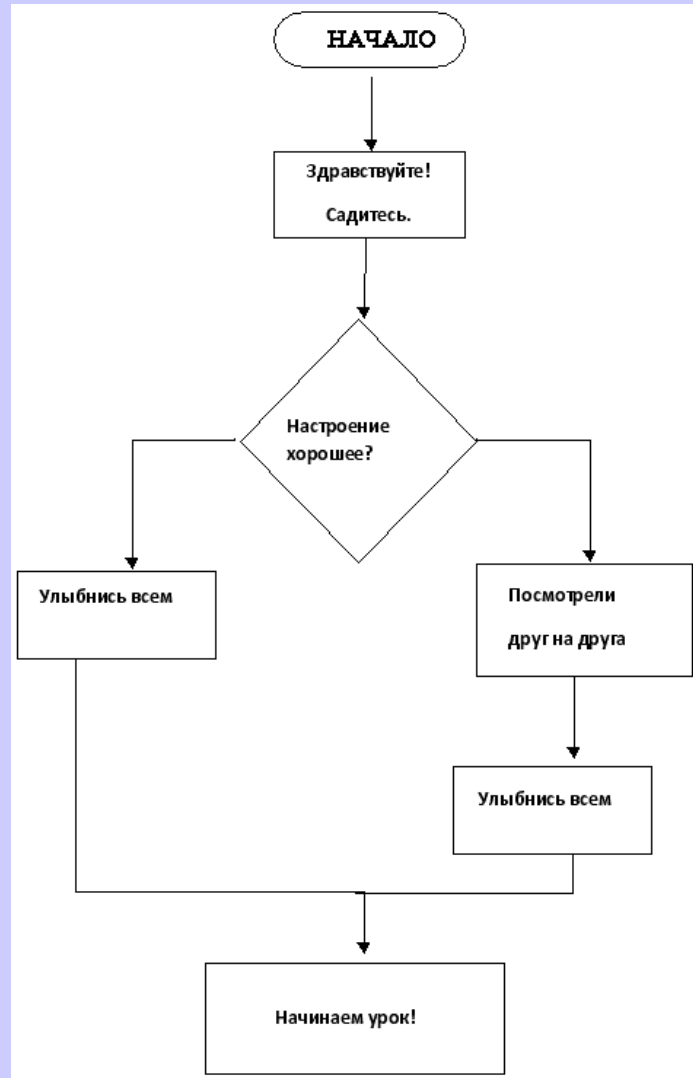 НАЧАЛО
Здравствуйте!
Садитесь.
Настроение
хорошее?
Улыбнись всем
Посмотрели
друг на друга
Улыбнись всем
Начинаем урок!